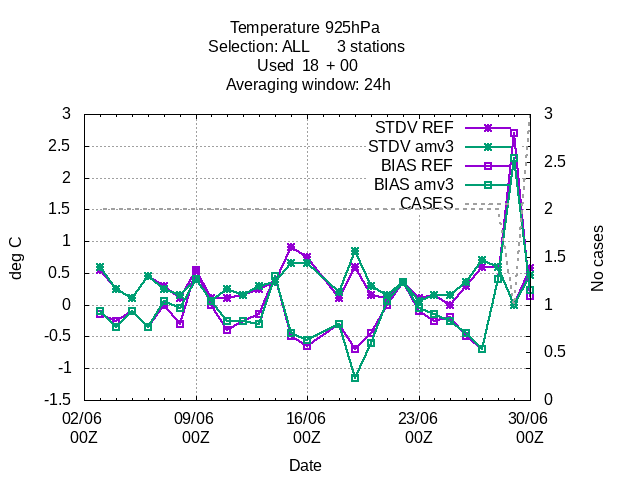 Temperature 925hPa
Selection: ALL 3 stations
Used 18 + 00
Averaging window: 24h
STDV REF
STDV amv3
BIAS REF
BIAS amv3
CASES
deg C
3
2.5
2
1.5
1
0.5
0
-0.5
-1
-1.5
No cases
3
2.5
2
1.5
1
0.5
0
02/06 09/06 16/06 23/06 30/06
00Z 00Z 00Z 00Z 00Z
Date